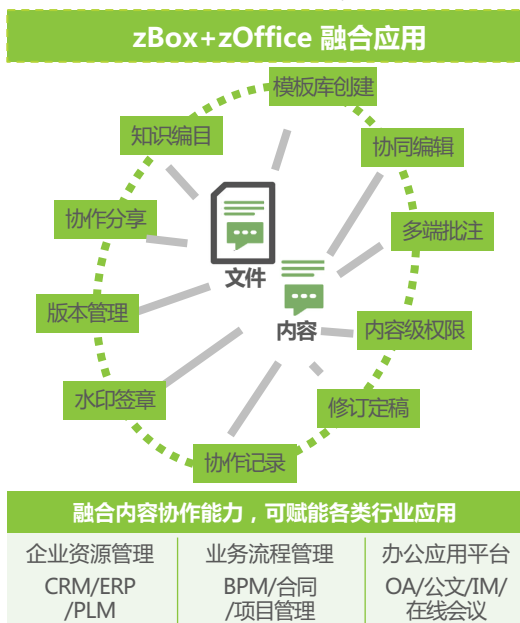 zBox+zOffice 融合应用
模板库创建
知识编目
协同编辑
协作分享
多端批注
文件
版本管理
内容
内容级权限
水印签章
修订定稿
协作记录
融合内容协作能力，可赋能各类行业应用
企业资源管理
CRM/ERP
/PLM
业务流程管理
BPM/合同
/项目管理
办公应用平台
OA/公文/IM/
在线会议